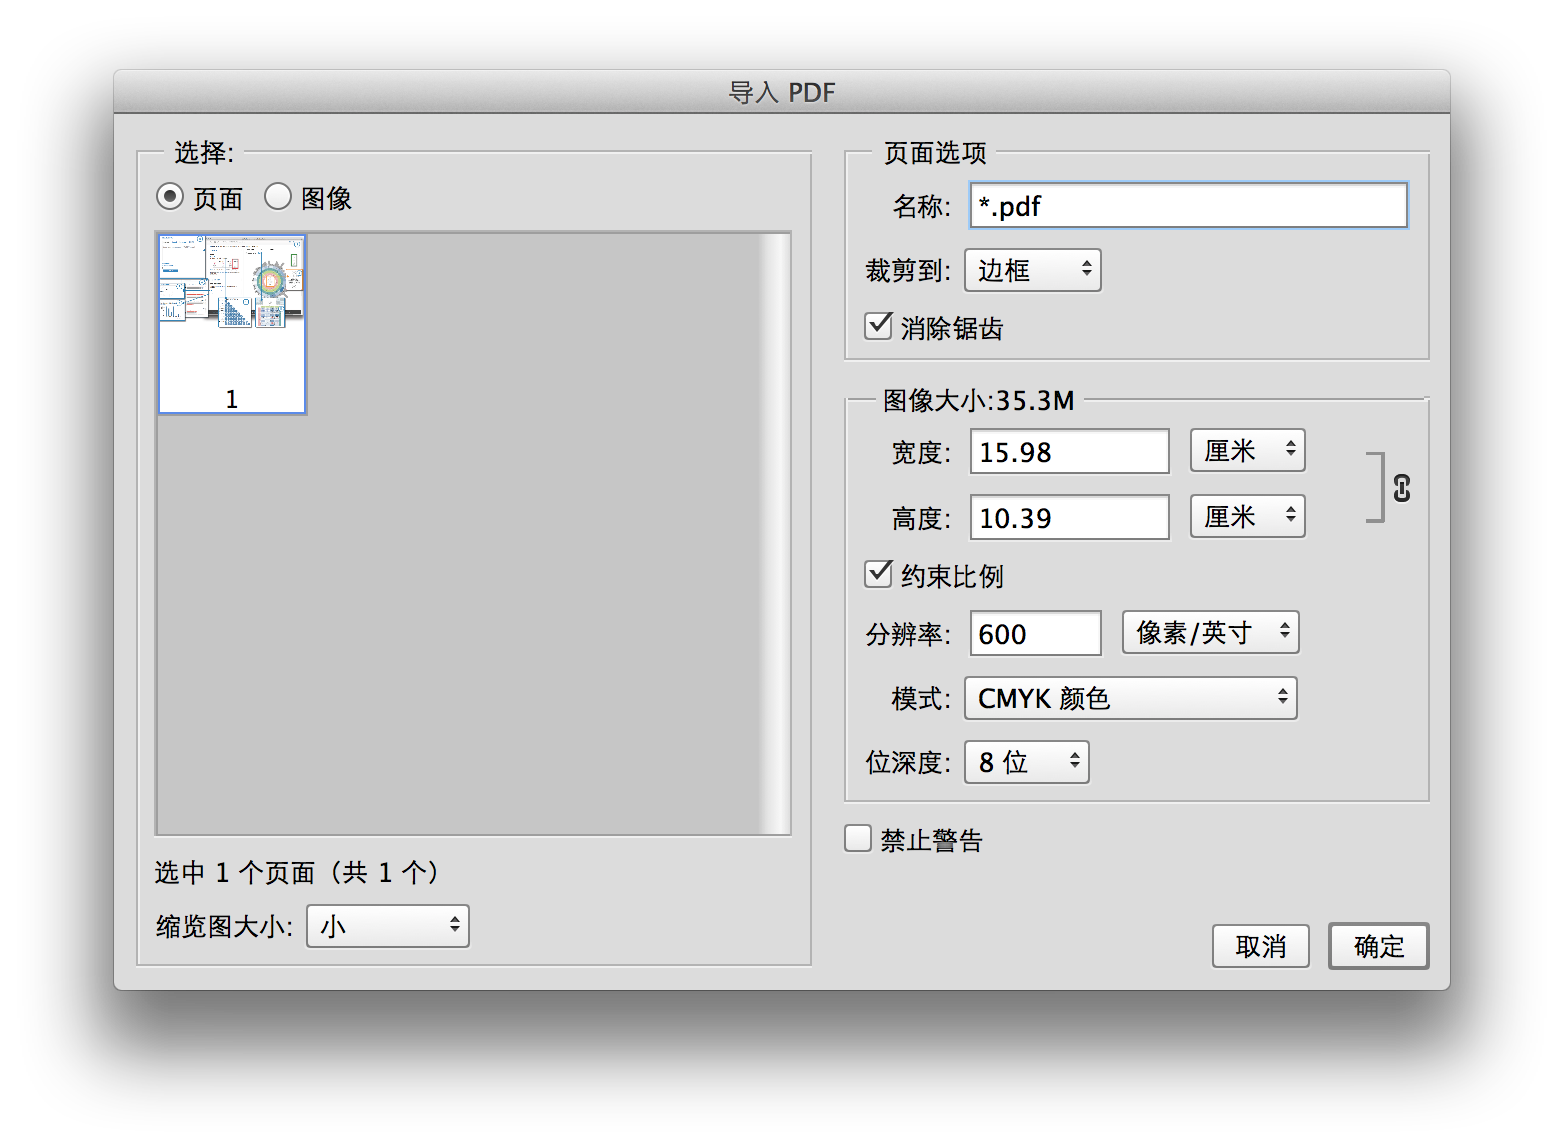 导入 PDF
选择:
页面 图像
1
选中 1 个页面（共 1 个）
缩览图大小: 小
页面选项
名称: *.pdf
裁剪到: 边框
消除锯齿
图像大小:35.3M
宽度: 15.98 厘米
高度: 10.39 厘米
约束比例
分辨率: 600 像素/英寸
模式: CMYK 颜色
位深度: 8 位
禁止警告
取消 确定